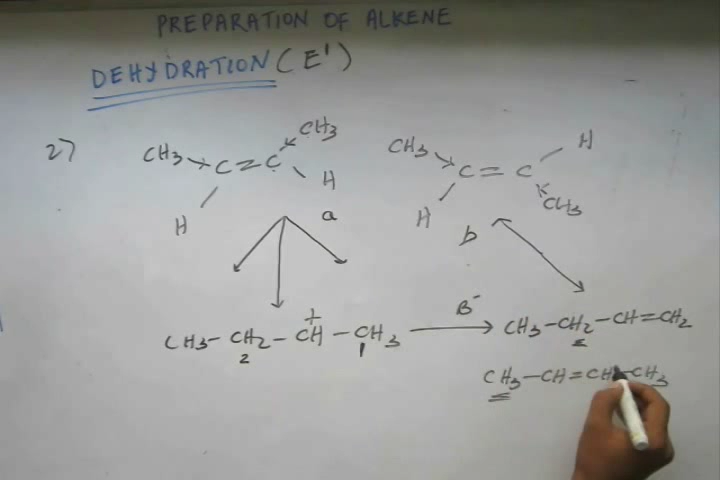 PREPARATION OF ALKENE
DEHYDRATION (E')
2)
CH3 C = C CH3
H H
a
CH3 C = C H
H CH3
b
CH3 - CH2 - CH - CH3
+
2 1
B-
CH3 - CH2 - CH = CH2
CH3 - CH = CH - CH3